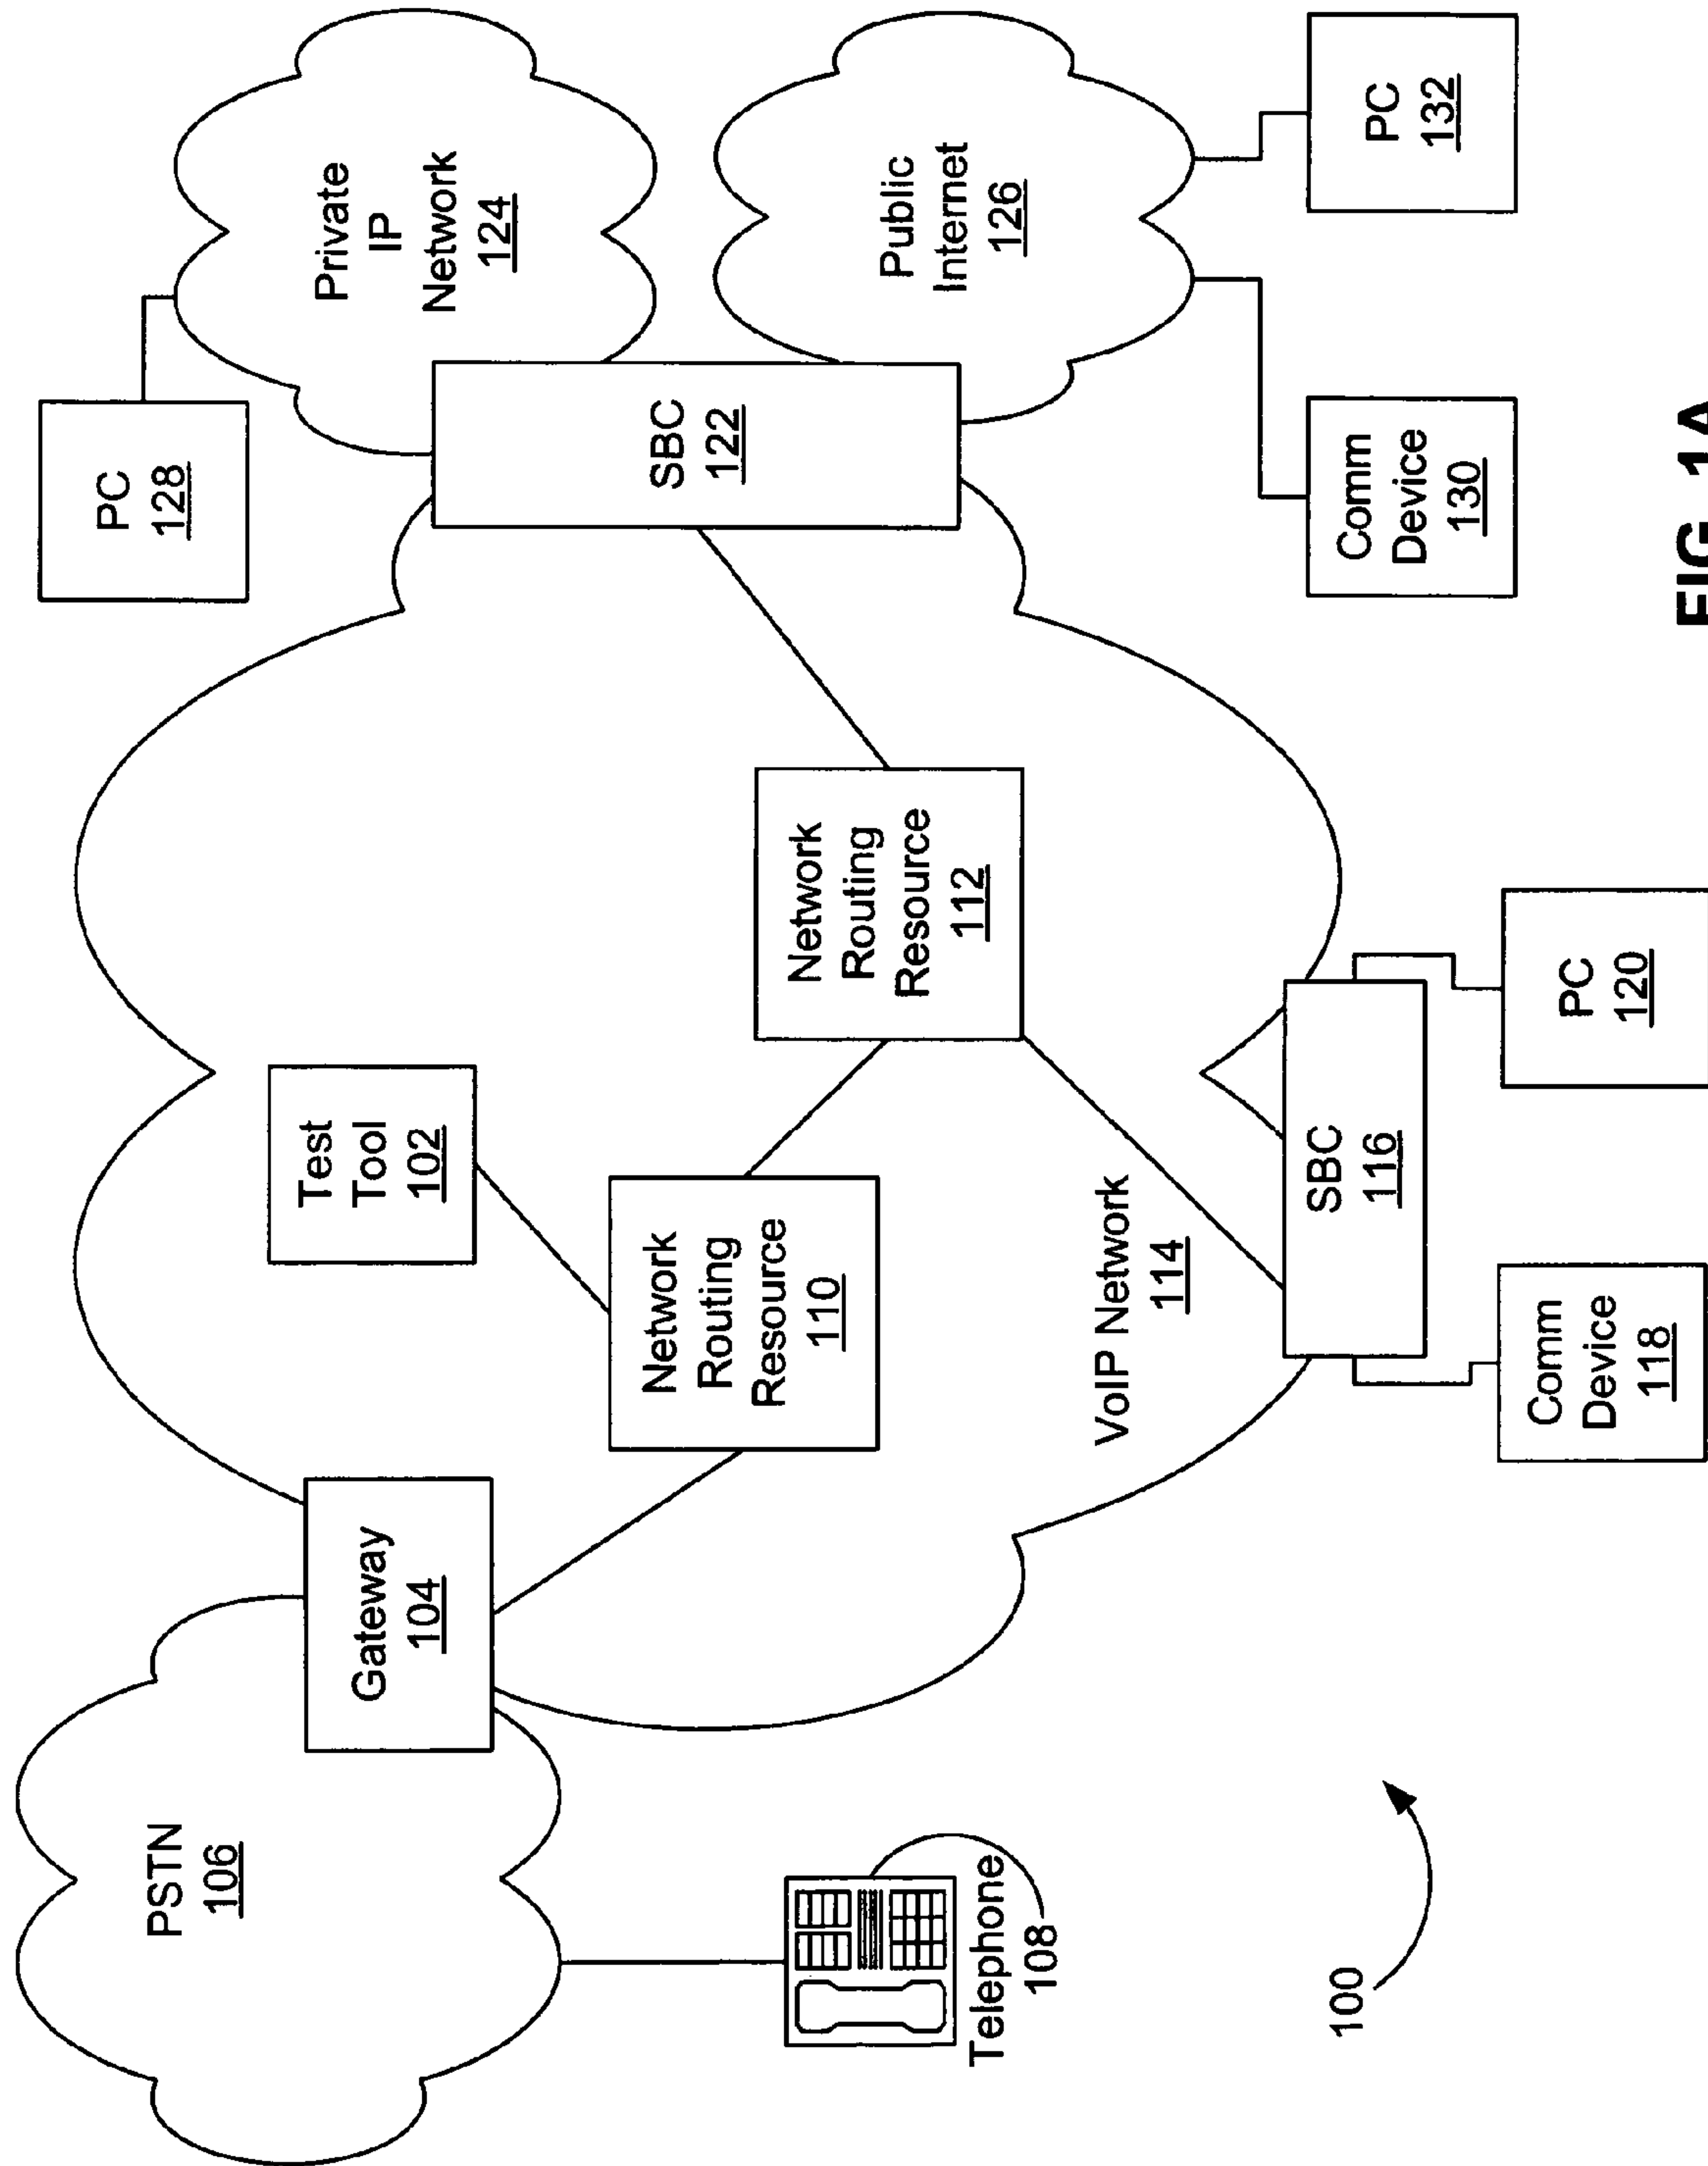 PSTN
106
Gateway
104
Telephone
108
100
Test
Tool
102
Network
Routing
Resource
110
Network
Routing
Resource
112
VoIP Network
114
SBC
116
Comm
Device
118
PC
120
SBC
122
PC
128
Private
IP
Network
124
Public
Internet
126
Comm
Device
130
PC
132
FIG. 1A